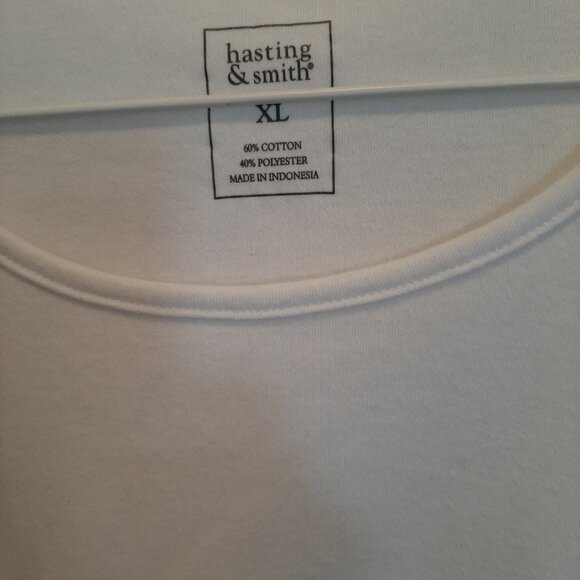 hasting
& smith®
XL
60% COTTON
40% POLYESTER
MADE IN INDONESIA